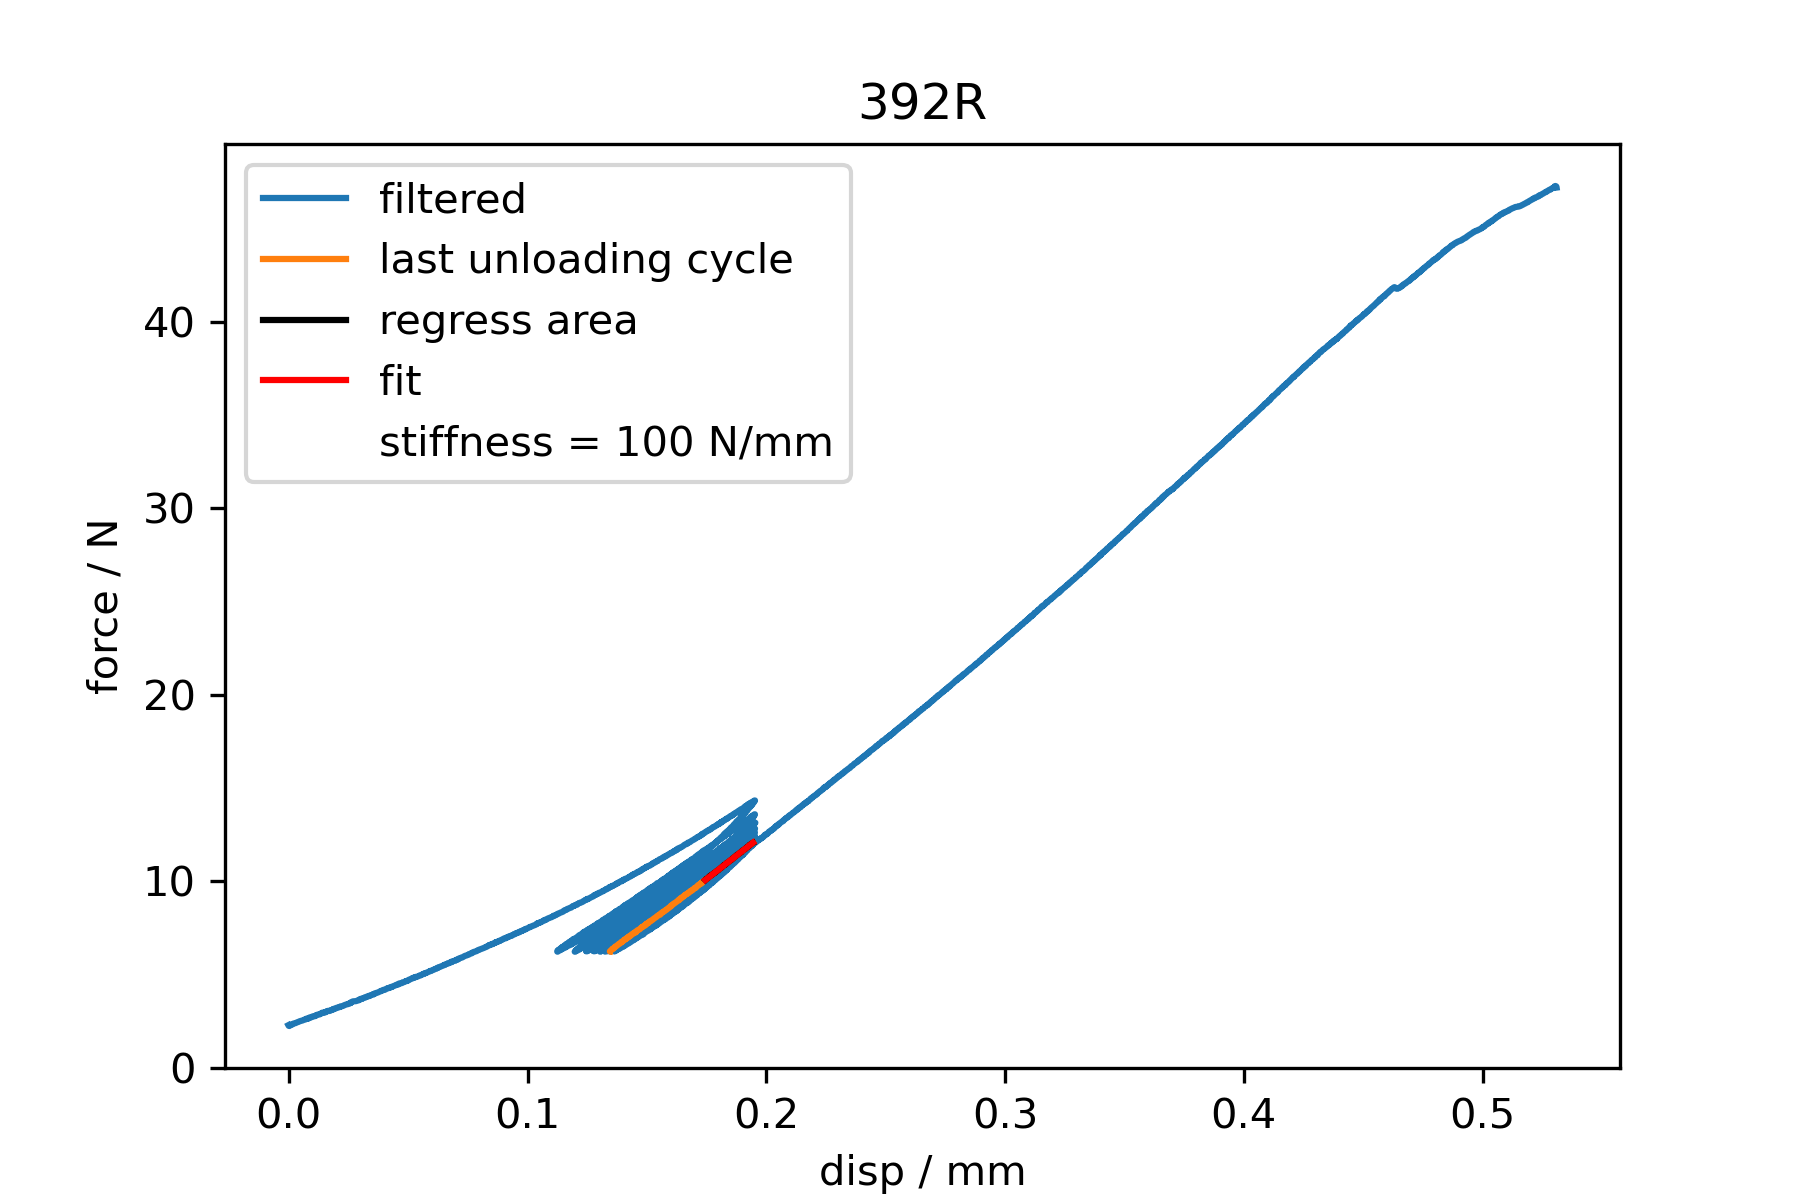 392R
filtered
last unloading cycle
regress area
fit
stiffness = 100 N/mm
force / N
40
30
20
10
0
0.0 0.1 0.2 0.3 0.4 0.5
disp / mm